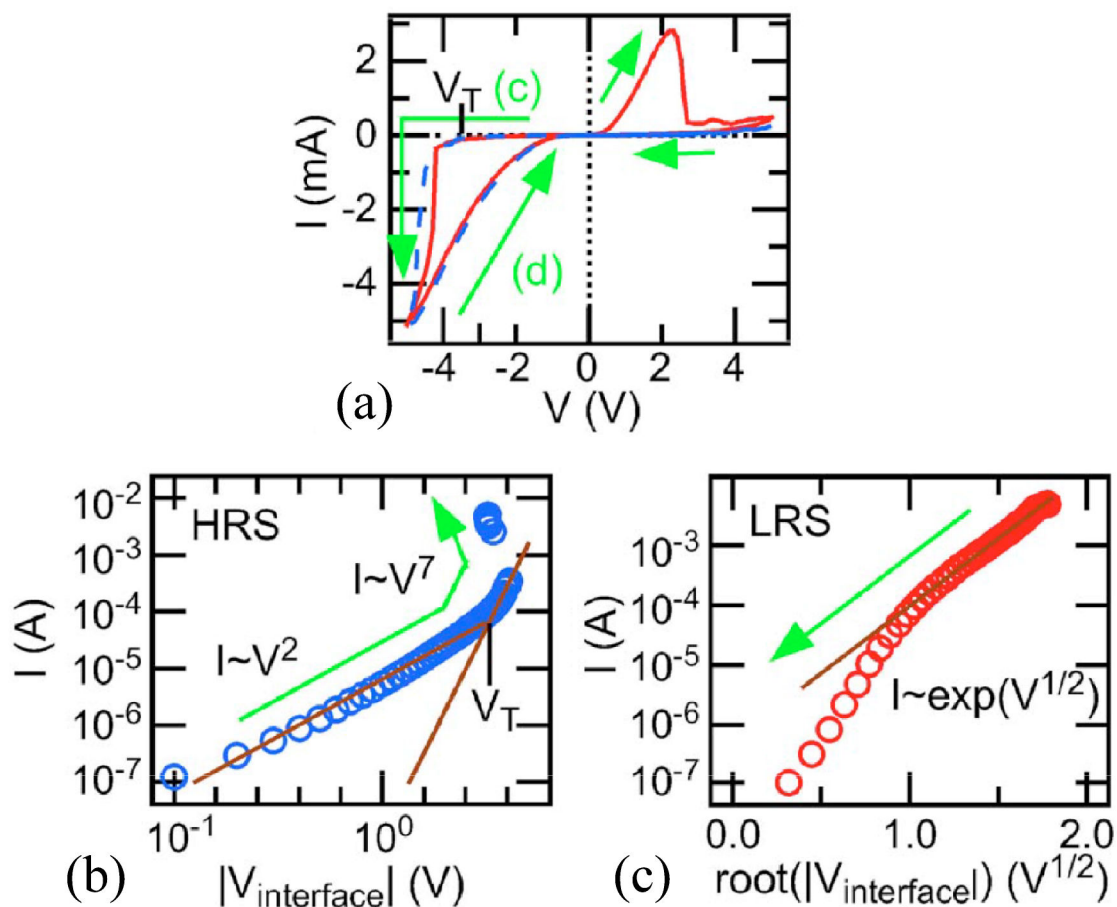 2
0
-2
-4
I (mA)
V_T (c)
(d)
-4 -2 0 2 4
V (V)
(a)
10^-2
10^-3
10^-4
10^-5
10^-6
10^-7
I (A)
HRS
I~V^7
I~V^2
V_T
10^-1 10^0
|V_interface| (V)
(b)
10^-3
10^-4
10^-5
10^-6
10^-7
I (A)
LRS
I~exp(V^1/2)
0.0 1.0 2.0
root(|V_interface|) (V^1/2)
(c)